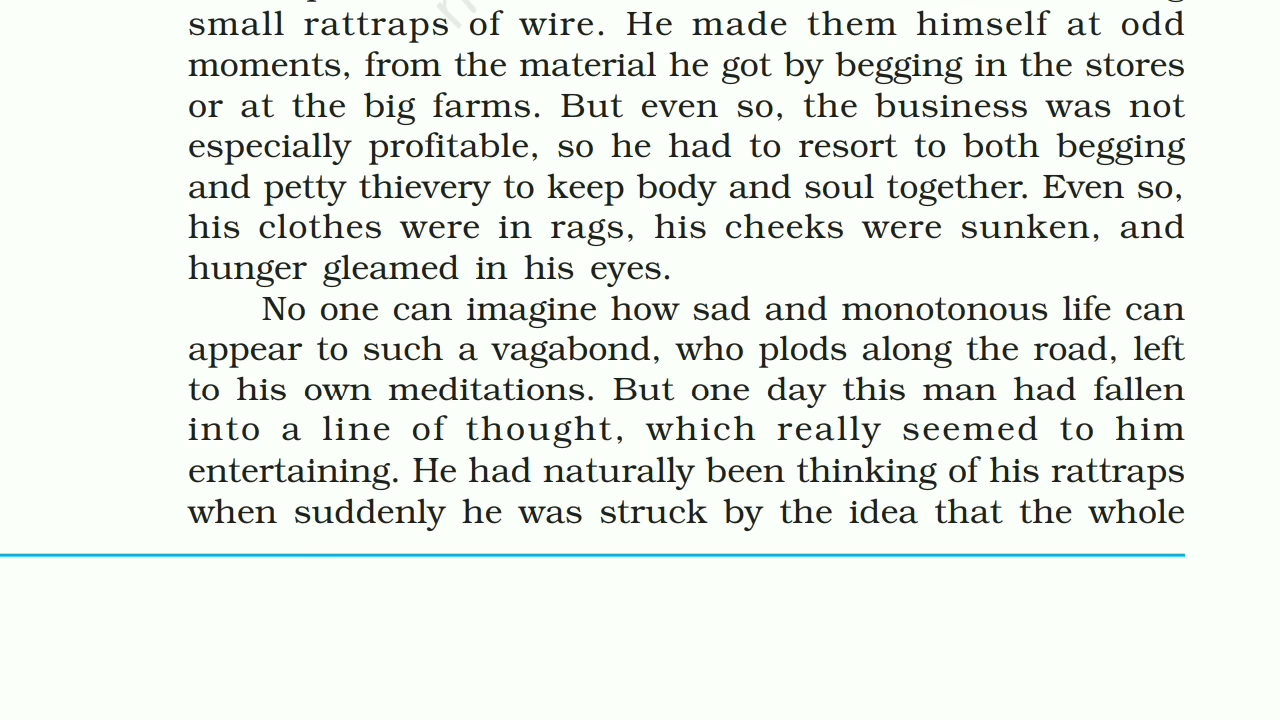 small rattraps of wire. He made them himself at odd
moments, from the material he got by begging in the stores
or at the big farms. But even so, the business was not
especially profitable, so he had to resort to both begging
and petty thievery to keep body and soul together. Even so,
his clothes were in rags, his cheeks were sunken, and
hunger gleamed in his eyes.
No one can imagine how sad and monotonous life can
appear to such a vagabond, who plods along the road, left
to his own meditations. But one day this man had fallen
into a line of thought, which really seemed to him
entertaining. He had naturally been thinking of his rattraps
when suddenly he was struck by the idea that the whole